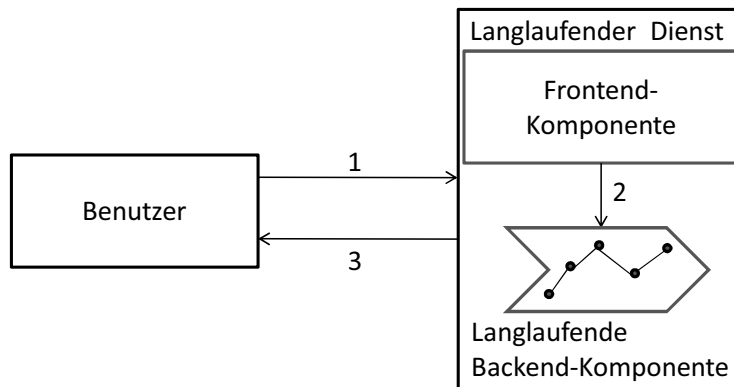 Langlaufender Dienst
Frontend-
Komponente
1
Benutzer
2
3
Langlaufende
Backend-Komponente